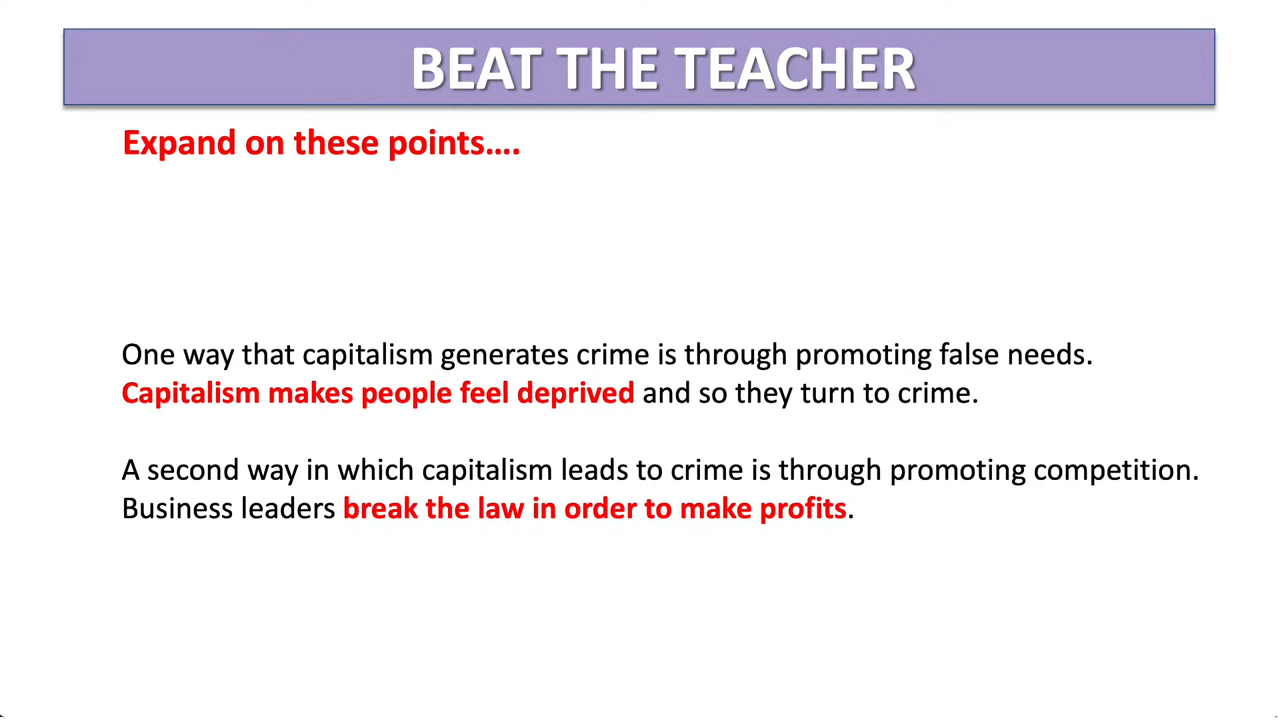 BEAT THE TEACHER
Expand on these points....
One way that capitalism generates crime is through promoting false needs.
Capitalism makes people feel deprived and so they turn to crime.
A second way in which capitalism leads to crime is through promoting competition.
Business leaders break the law in order to make profits.